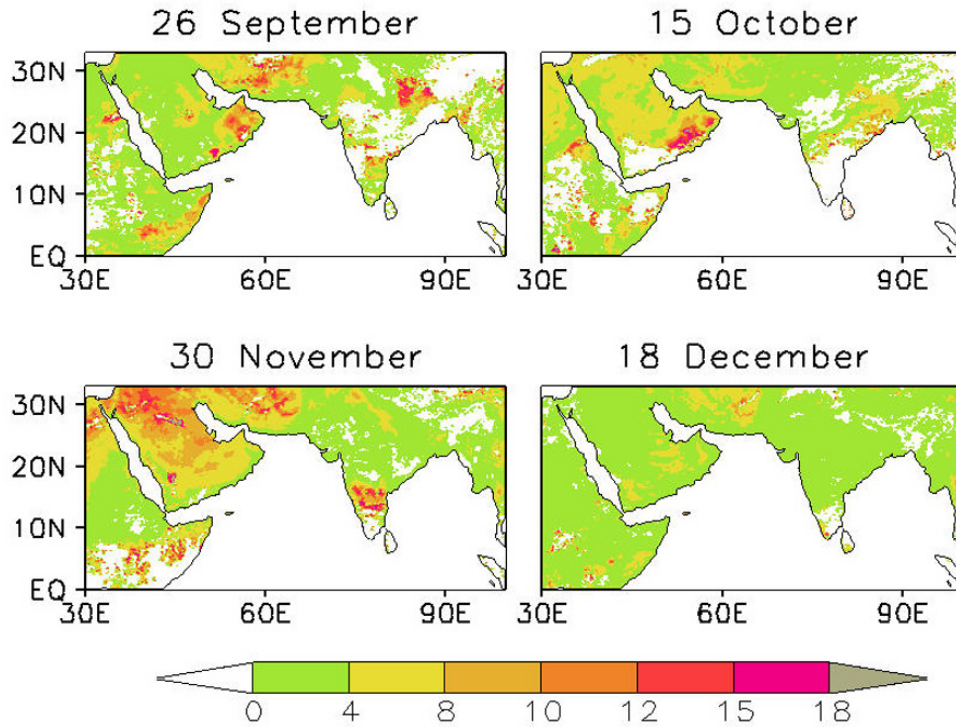 26 September
15 October
30N
20N
10N
EQ
30E 60E 90E
30E 60E 90E
30 November
18 December
30N
20N
10N
EQ
30E 60E 90E
30E 60E 90E
0 4 8 10 12 15 18